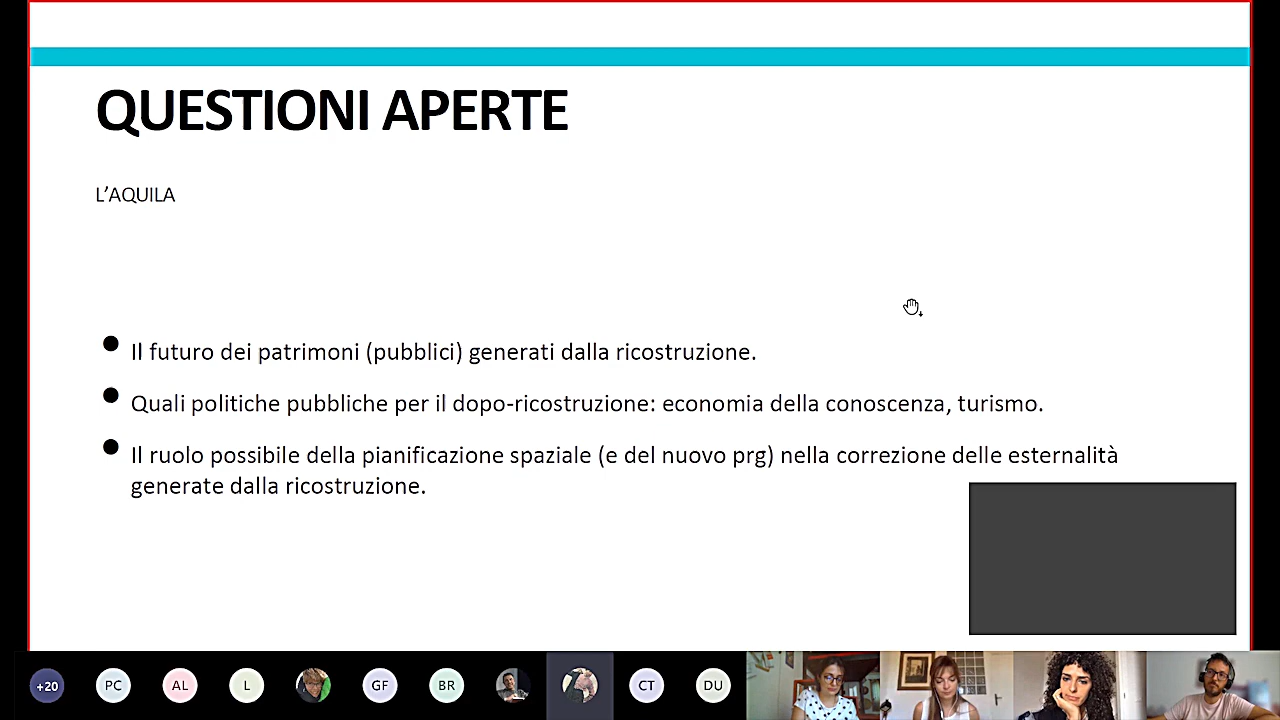 QUESTIONI APERTE
L’AQUILA
Il futuro dei patrimoni (pubblici) generati dalla ricostruzione.
Quali politiche pubbliche per il dopo-ricostruzione: economia della conoscenza, turismo.
Il ruolo possibile della pianificazione spaziale (e del nuovo prg) nella correzione delle esternalità
generate dalla ricostruzione.
+20 PC AL L GF BR CT DU